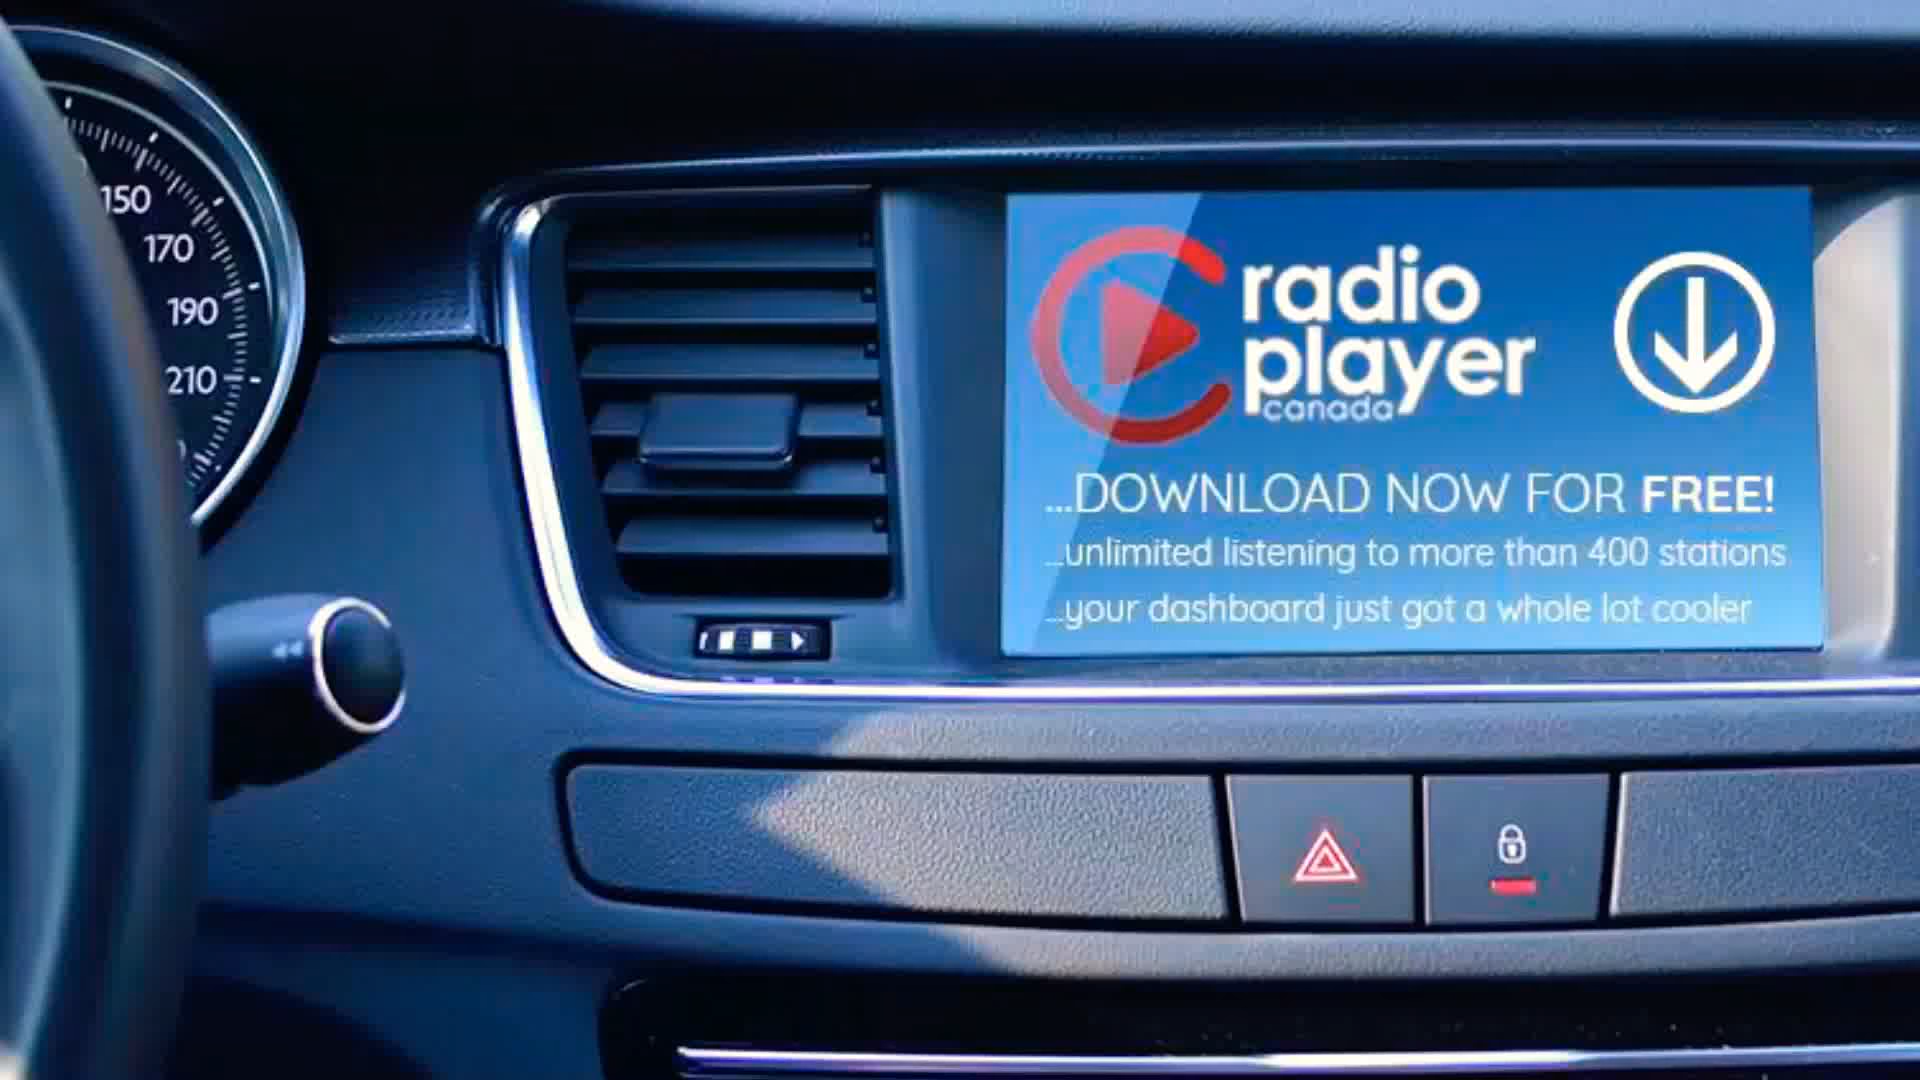 150
170
190
210
radio
player
canada
...DOWNLOAD NOW FOR FREE!
...unlimited listening to more than 400 stations
...your dashboard just got a whole lot cooler